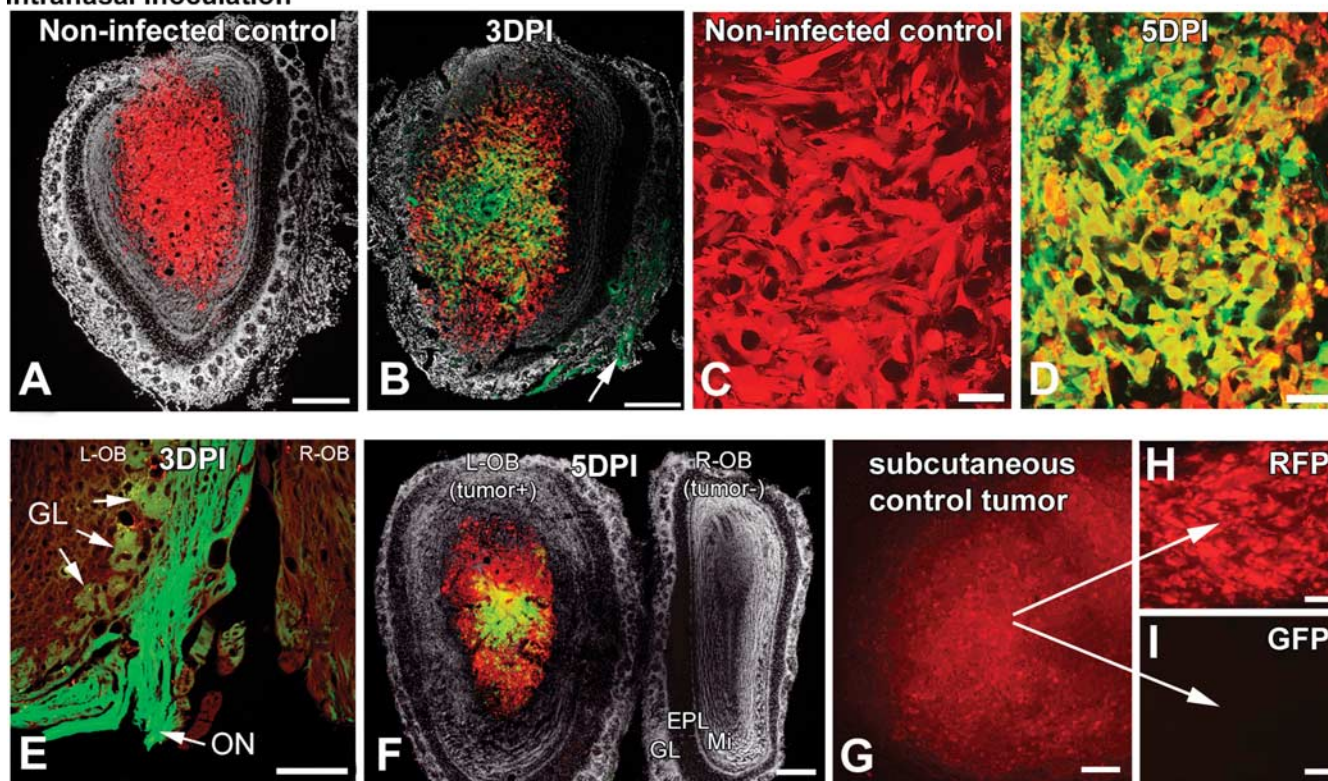 intranasal inoculation
Non-infected control
3DPI
Non-infected control
5DPI
A
B
C
D
L-OB
3DPI
R-OB
GL
ON
E
L-OB
(tumor+)
5DPI
R-OB
(tumor-)
EPL
GL
Mi
F
subcutaneous
control tumor
G
H
RFP
I
GFP